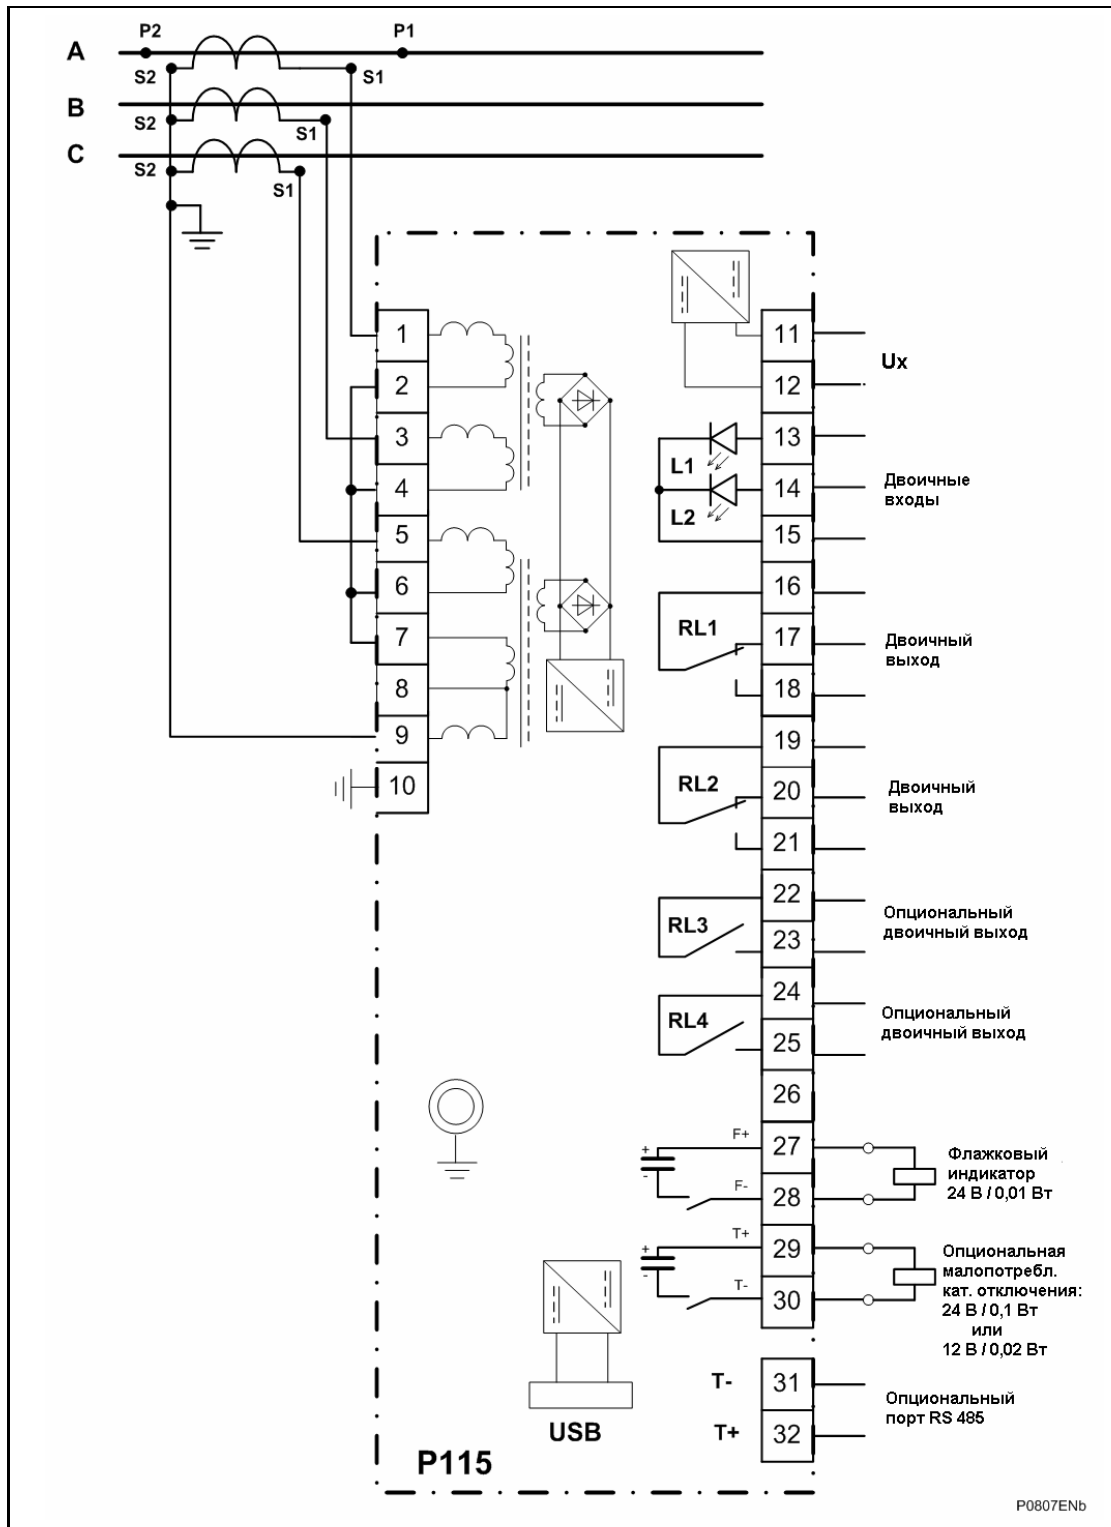 P2
P1
A
S2
S1
B
S2
S1
C
S2
S1
1
2
3
4
5
6
7
8
9
10
11
12
Ux
13
14
15
L1
L2
Двоичные
входы
16
17
18
RL1
Двоичный
выход
19
20
21
RL2
Двоичный
выход
22
23
RL3
Опциональный
двоичный выход
24
25
RL4
Опциональный
двоичный выход
26
F+
27
+
-
F-
28
Флажковый
индикатор
24 В / 0,01 Вт
T+
29
+
-
T-
30
Опциональная
малопотребл.
кат. отключения:
24 В / 0,1 Вт
или
12 В / 0,02 Вт
T-
31
T+
32
Опциональный
порт RS 485
USB
P115
P0807ENb